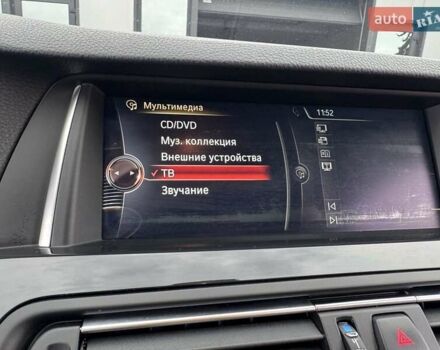 auto RIA
Мультимедиа
11:52
CD/DVD
Муз. коллекция
Внешние устройства
ТВ
Звучание